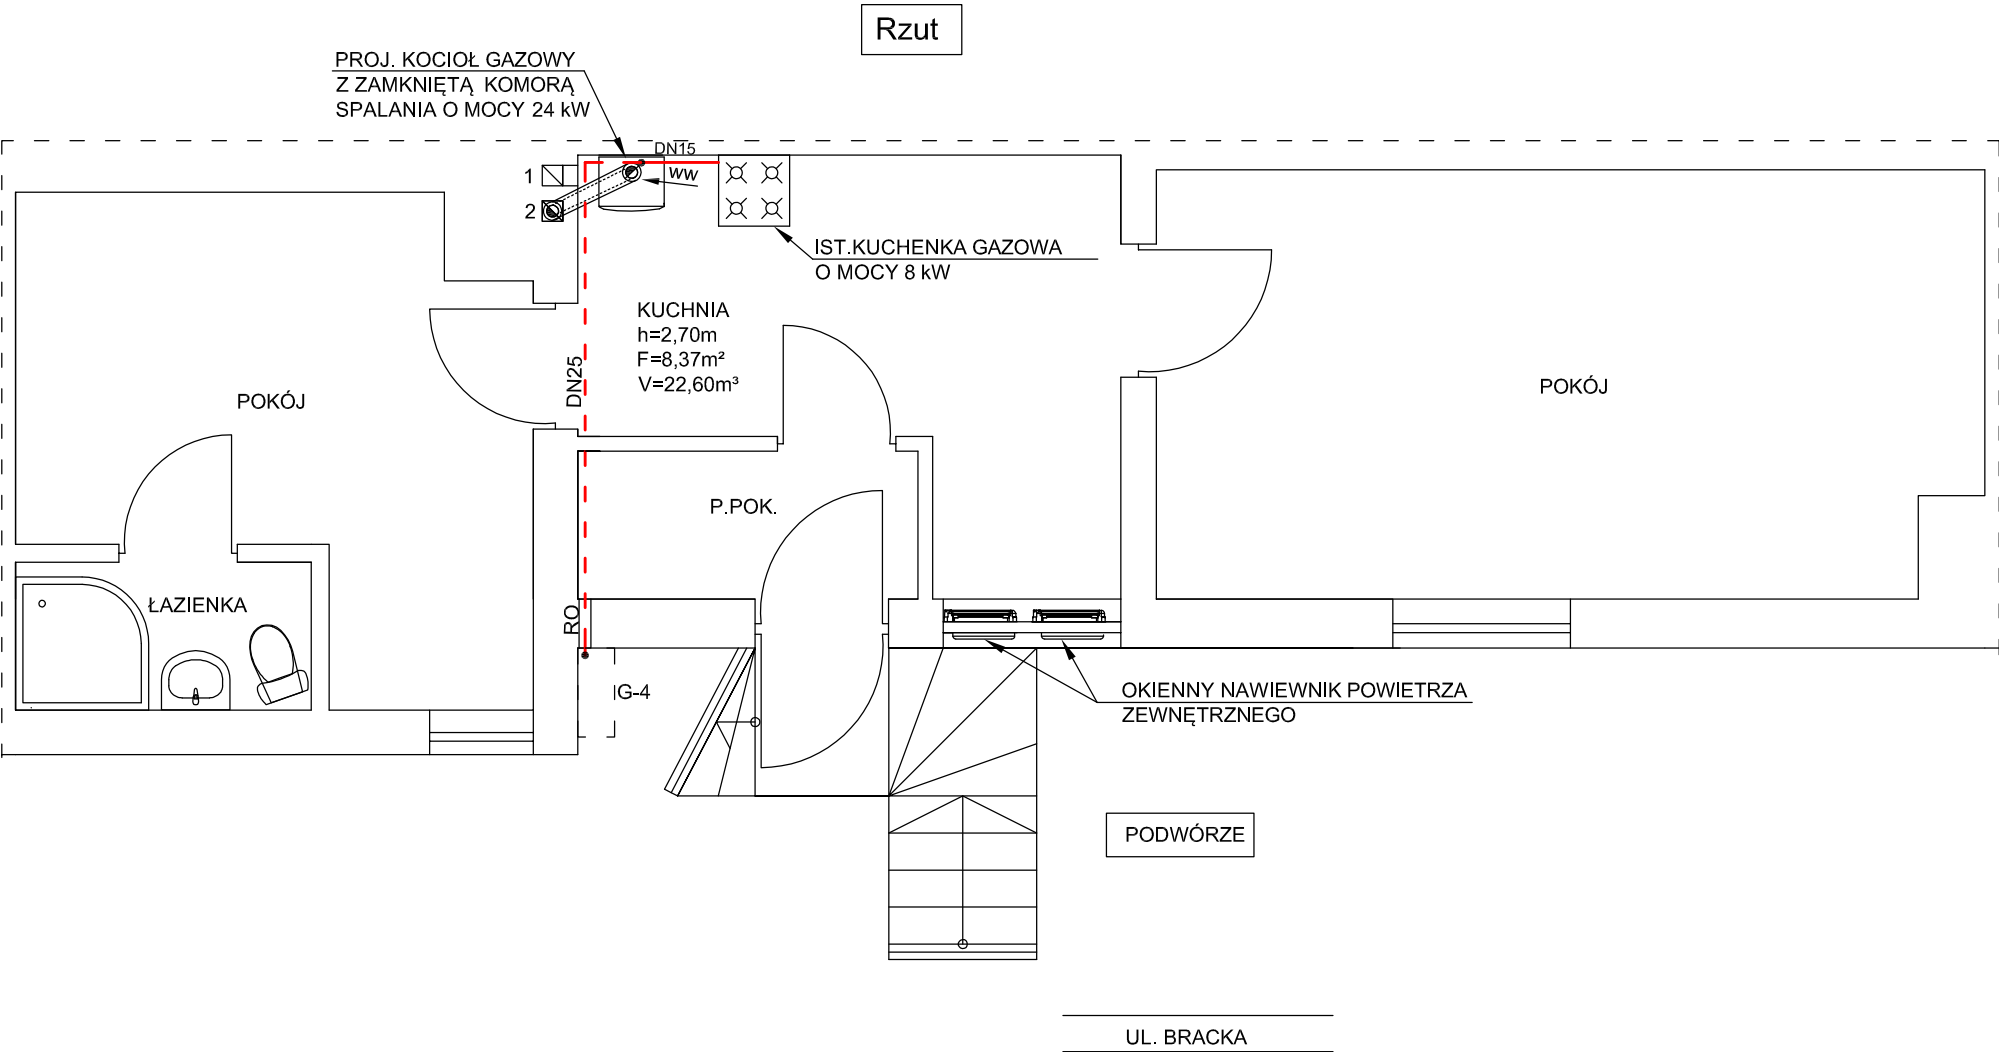 Rzut
PROJ. KOCIOŁ GAZOWY
Z ZAMKNIĘTĄ KOMORĄ
SPALANIA O MOCY 24 kW
DN15
1
WW
2
IST.KUCHENKA GAZOWA
O MOCY 8 kW
KUCHNIA
h=2,70m
F=8,37m²
V=22,60m³
DN25
POKÓJ
POKÓJ
P.POK.
ŁAZIENKA
RO
G-4
OKIENNY NAWIEWNIK POWIETRZA
ZEWNĘTRZNEGO
PODWÓRZE
UL. BRACKA